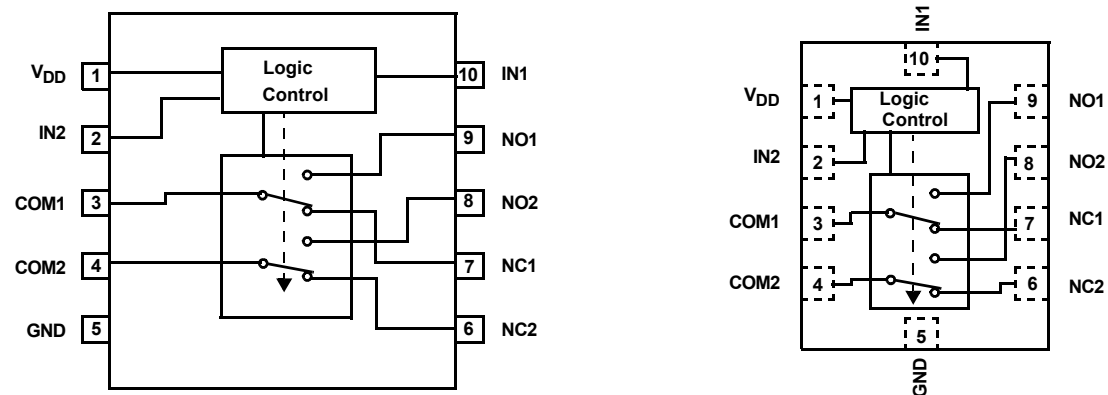 VDD 1 Logic Control 10 IN1
IN2 2 9 NO1
COM1 3 8 NO2
COM2 4 7 NC1
GND 5 6 NC2
IN1
10
VDD 1 Logic Control 9 NO1
IN2 2 8 NO2
COM1 3 7 NC1
COM2 4 6 NC2
5
GND